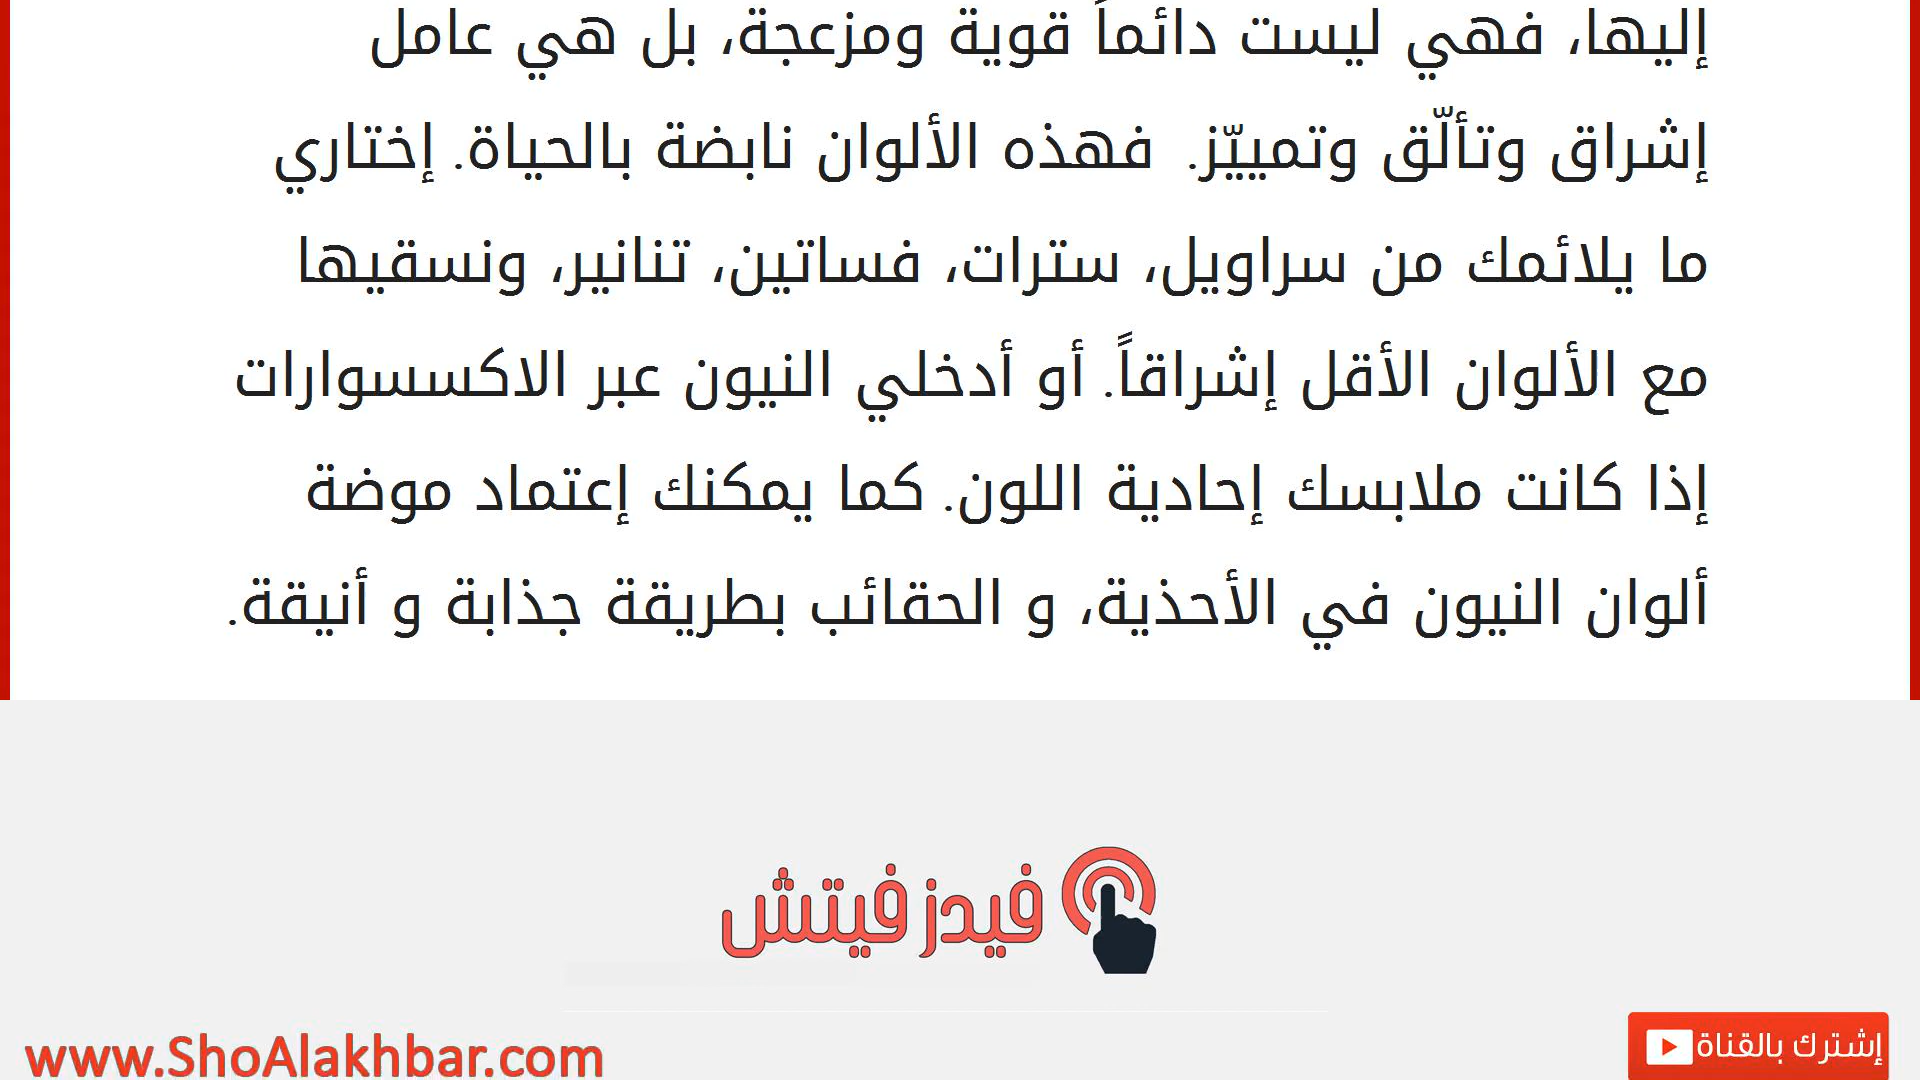 إليها، فهي ليست دائماً قوية ومزعجة، بل هي عامل
إشراق وتألّق وتمييّز. فهذه الألوان نابضة بالحياة. إختاري
ما يلائمك من سراويل، سترات، فساتين، تنانير، ونسقيها
مع الألوان الأقل إشراقاً. أو أدخلي النيون عبر الاكسسوارات
إذا كانت ملابسك إحادية اللون. كما يمكنك إعتماد موضة
ألوان النيون في الأحذية، و الحقائب بطريقة جذابة و أنيقة.
فيدز فيتش
www.ShoAlakhbar.com
إشترك بالقناة